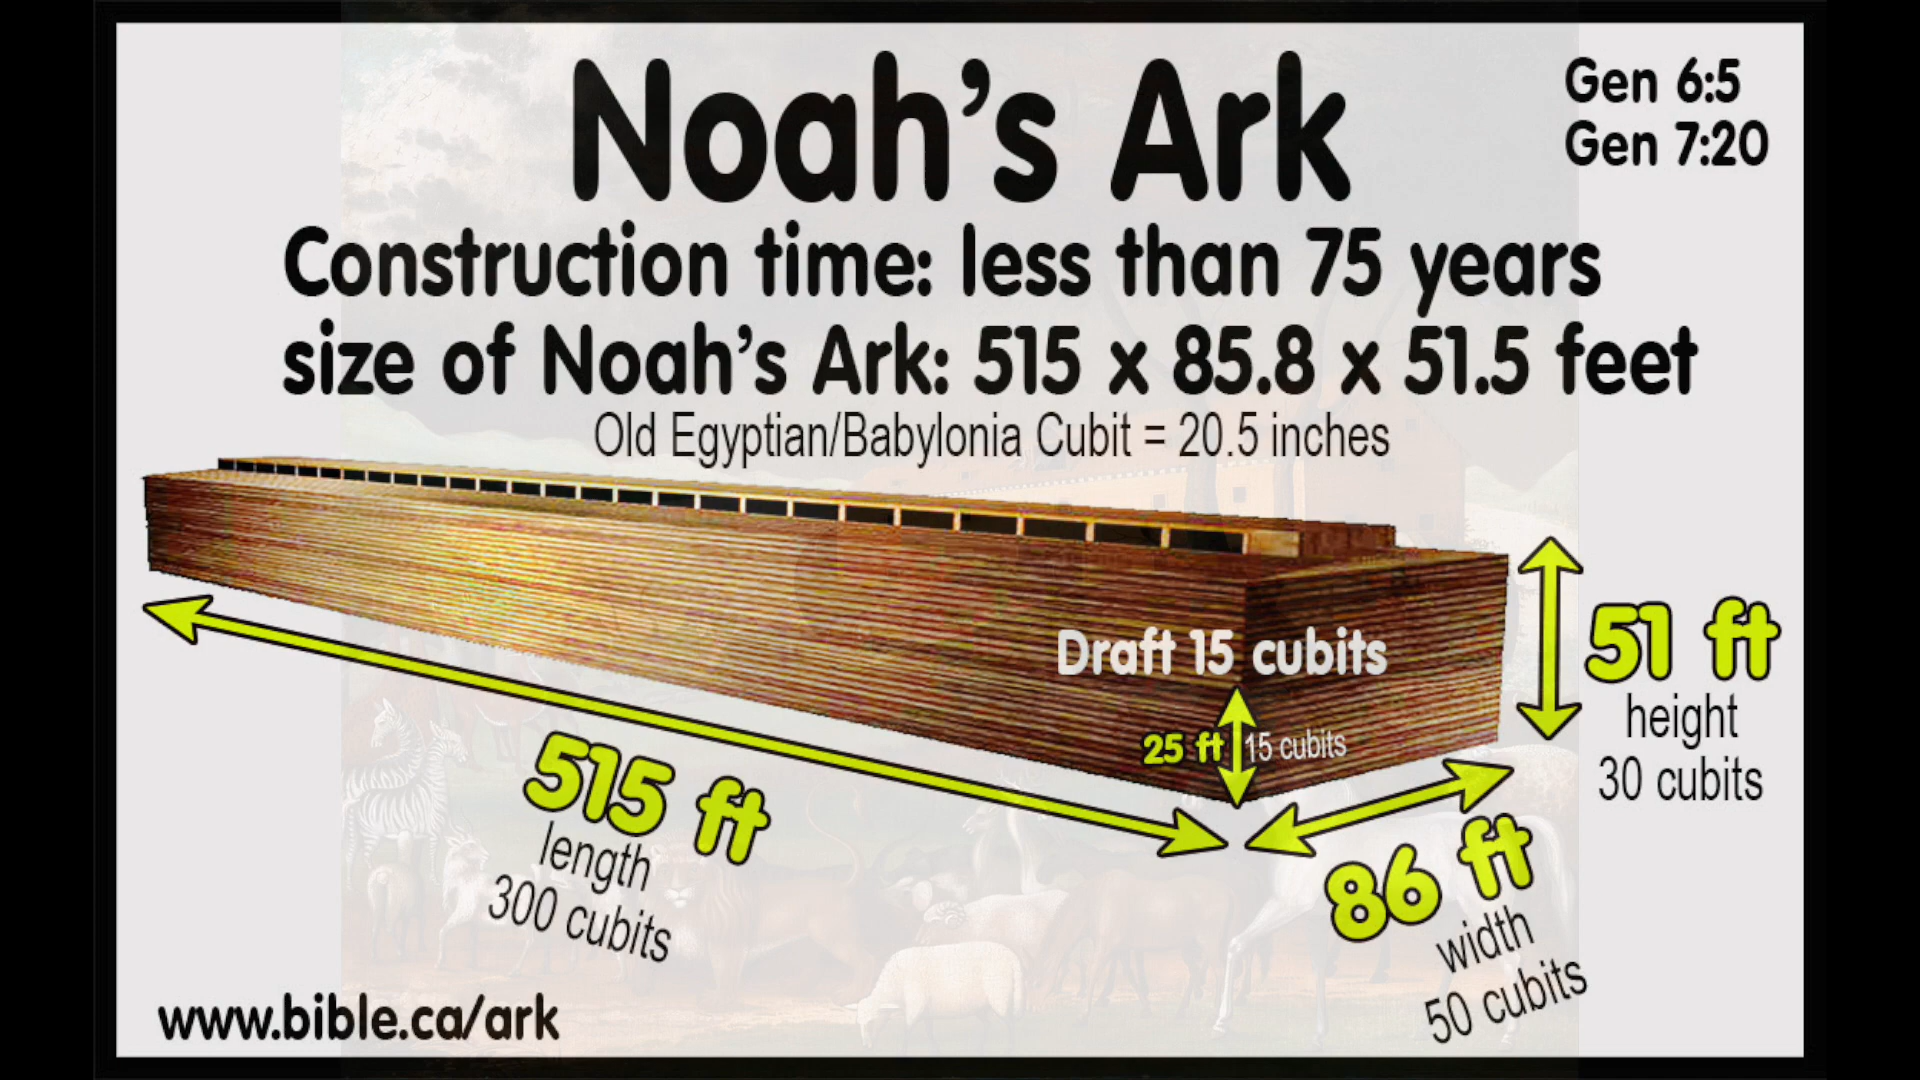 Noah's Ark
Gen 6:5
Gen 7:20
Construction time: less than 75 years
size of Noah's Ark: 515 x 85.8 x 51.5 feet
Old Egyptian/Babylonia Cubit = 20.5 inches
Draft 15 cubits
25 ft 15 cubits
51 ft
height
30 cubits
515 ft
length
300 cubits
86 ft
width
50 cubits
www.bible.ca/ark